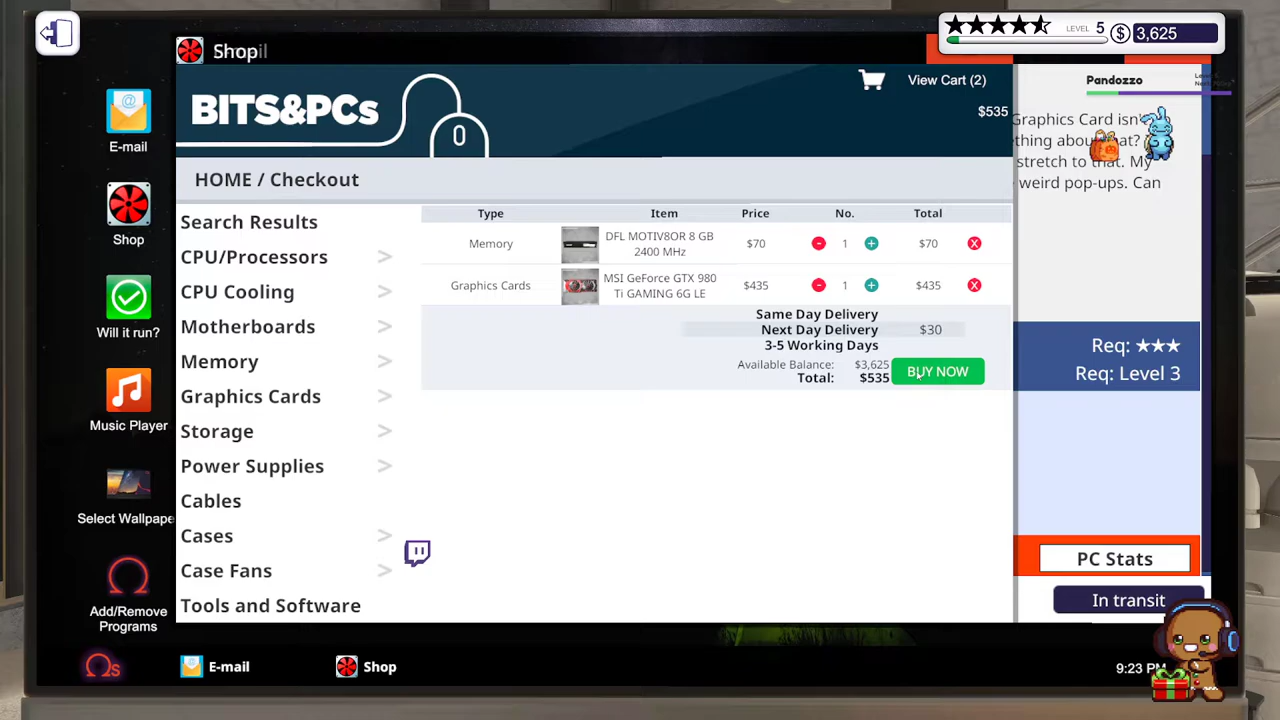 LEVEL 5
$ 3,625
Shop
Pandozzo
BITS&PCs
View Cart (2)
$535
Graphics Card isn't
thing about that?
stretch to that. My
weird pop-ups. Can
HOME / Checkout
Search Results
CPU/Processors >
CPU Cooling >
Motherboards >
Memory >
Graphics Cards >
Storage >
Power Supplies >
Cables
Cases >
Case Fans >
Tools and Software
Type Item Price No. Total
Memory DFL MOTIV8OR 8 GB 2400 MHz $70 - 1 + $70 X
Graphics Cards MSI GeForce GTX 980 Ti GAMING 6G LE $435 - 1 + $435 X
Same Day Delivery
Next Day Delivery $30
3-5 Working Days
Available Balance: $3,625
Total: $535
BUY NOW
Req: ★★★
Req: Level 3
PC Stats
In transit
E-mail
Shop
Will it run?
Music Player
Select Wallpape
Add/Remove
Programs
E-mail
Shop
9:23 PM